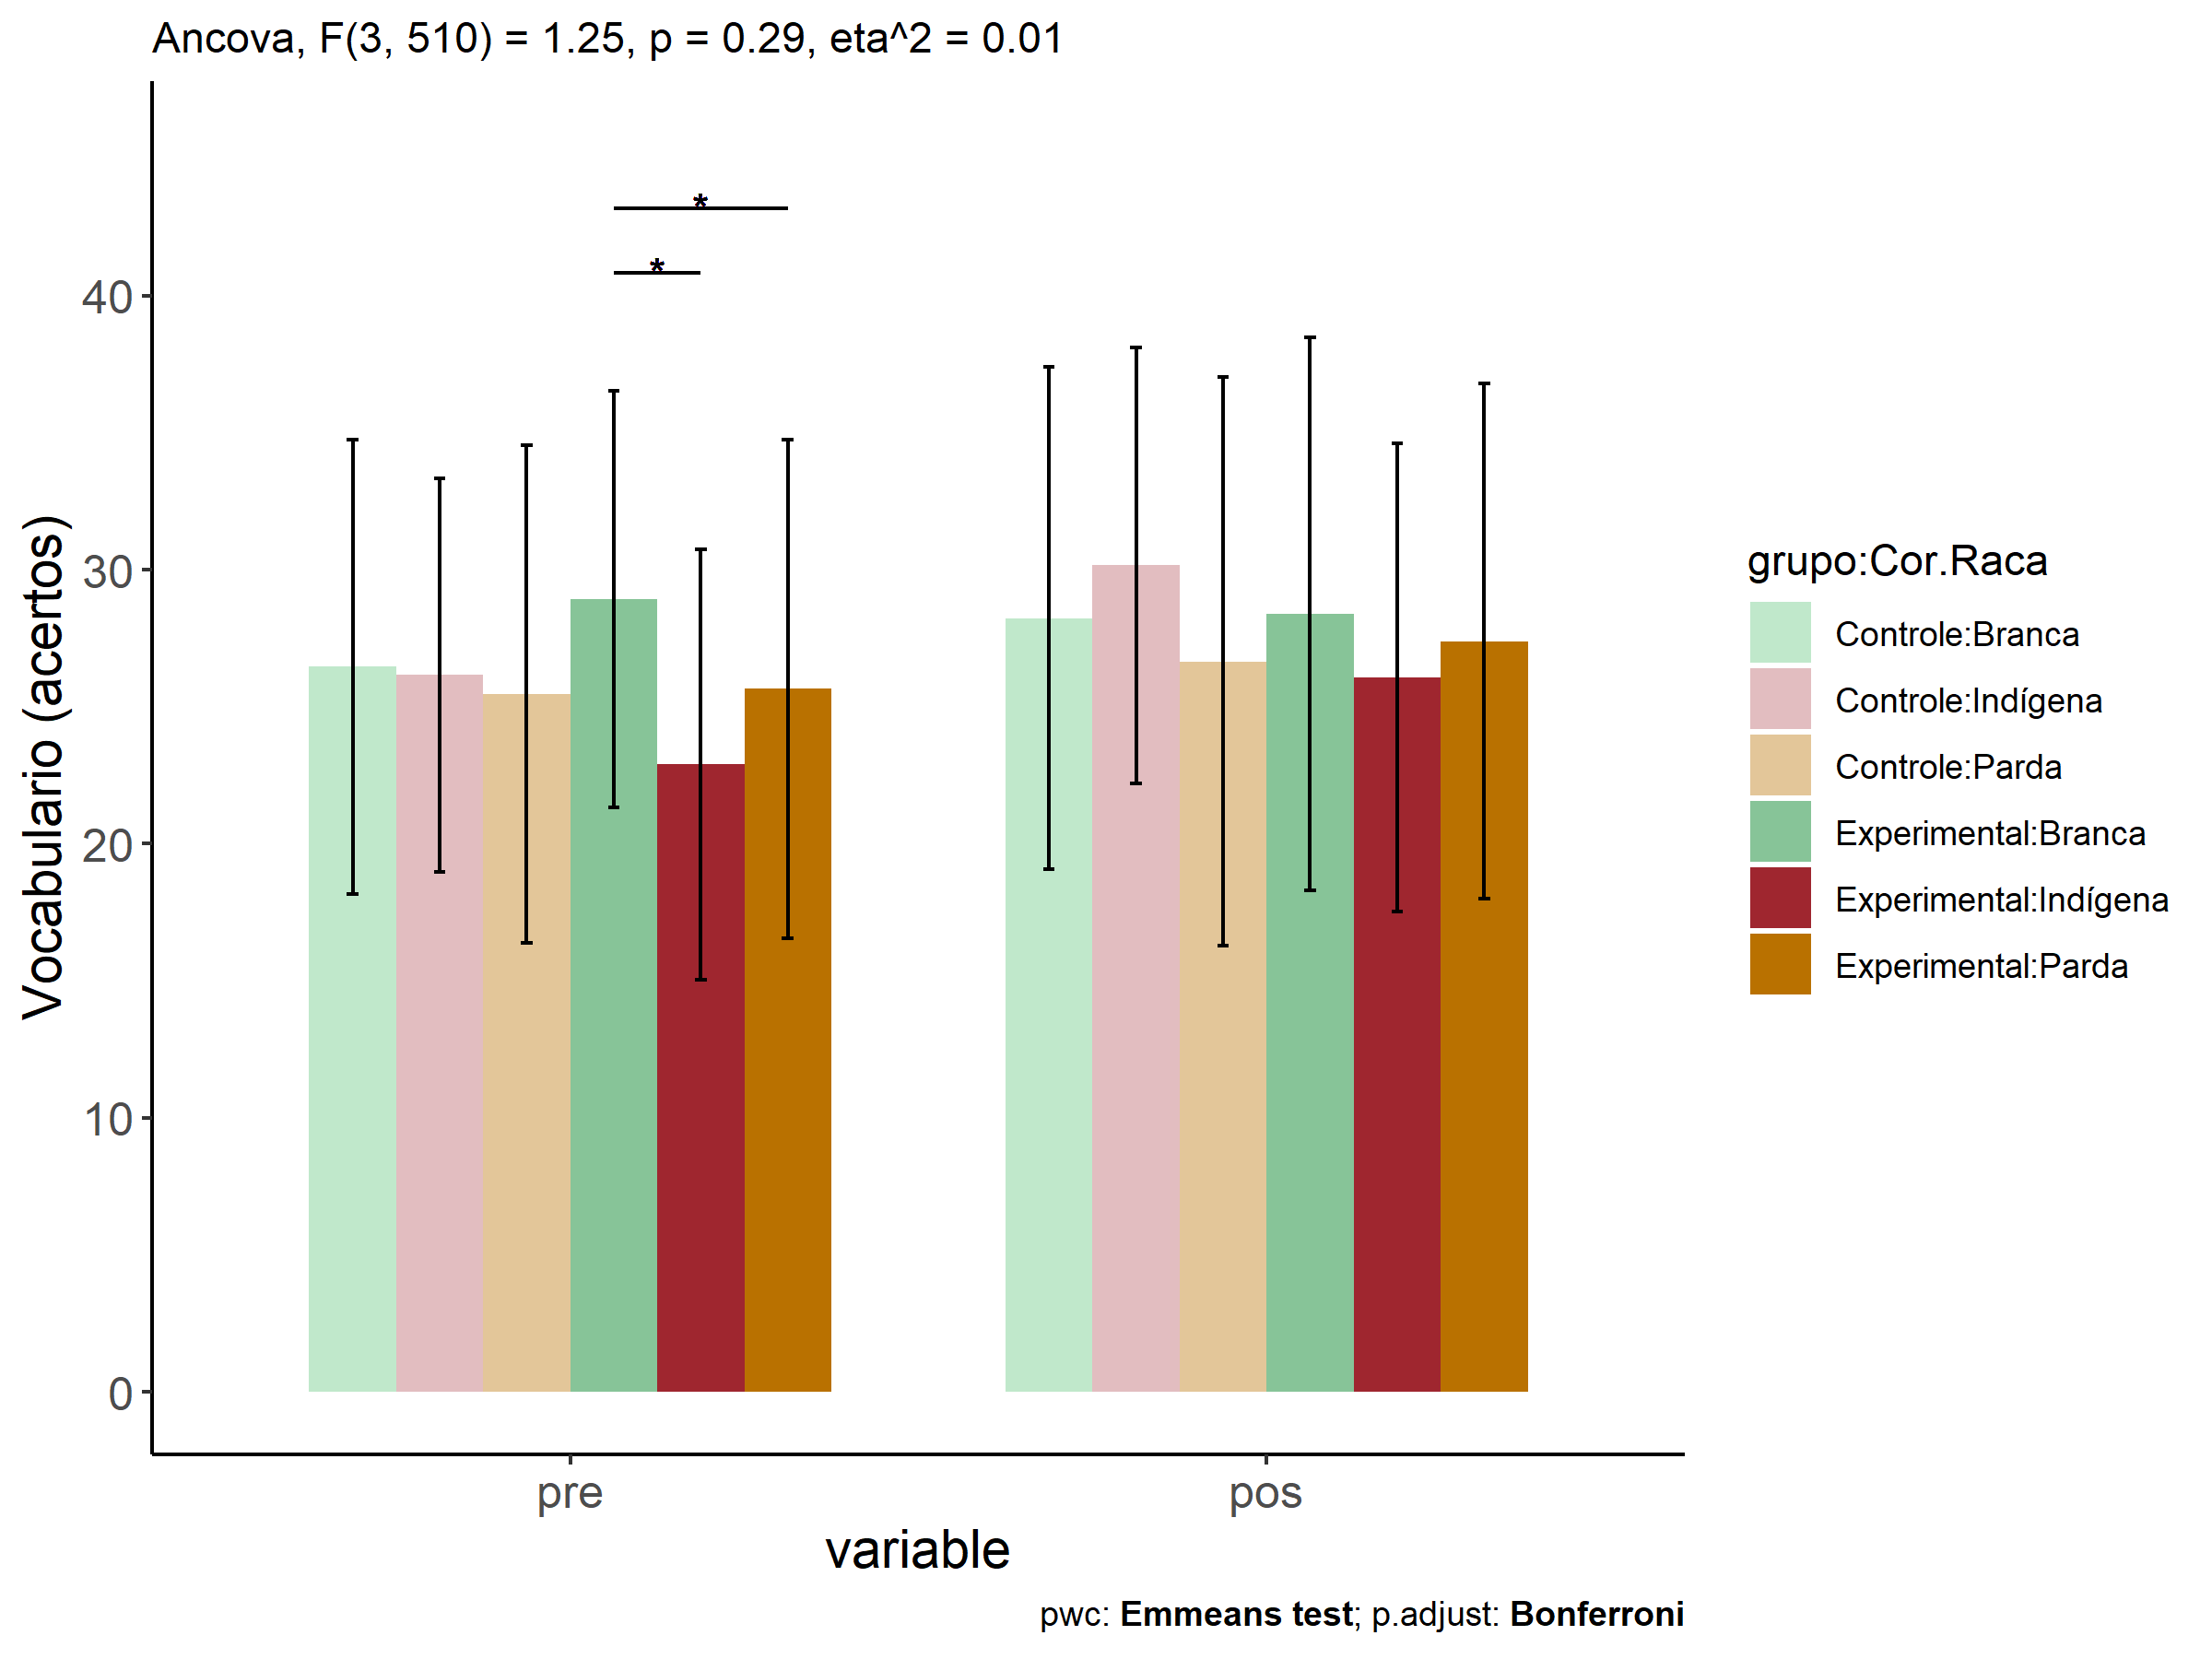 Ancova, F(3, 510) = 1.25, p = 0.29, eta^2 = 0.01
*
*
40
30
20
10
0
Vocabulario (acertos)
pre
pos
variable
grupo:Cor.Raca
Controle:Branca
Controle:Indígena
Controle:Parda
Experimental:Branca
Experimental:Indígena
Experimental:Parda
pwc: Emmeans test; p.adjust: Bonferroni